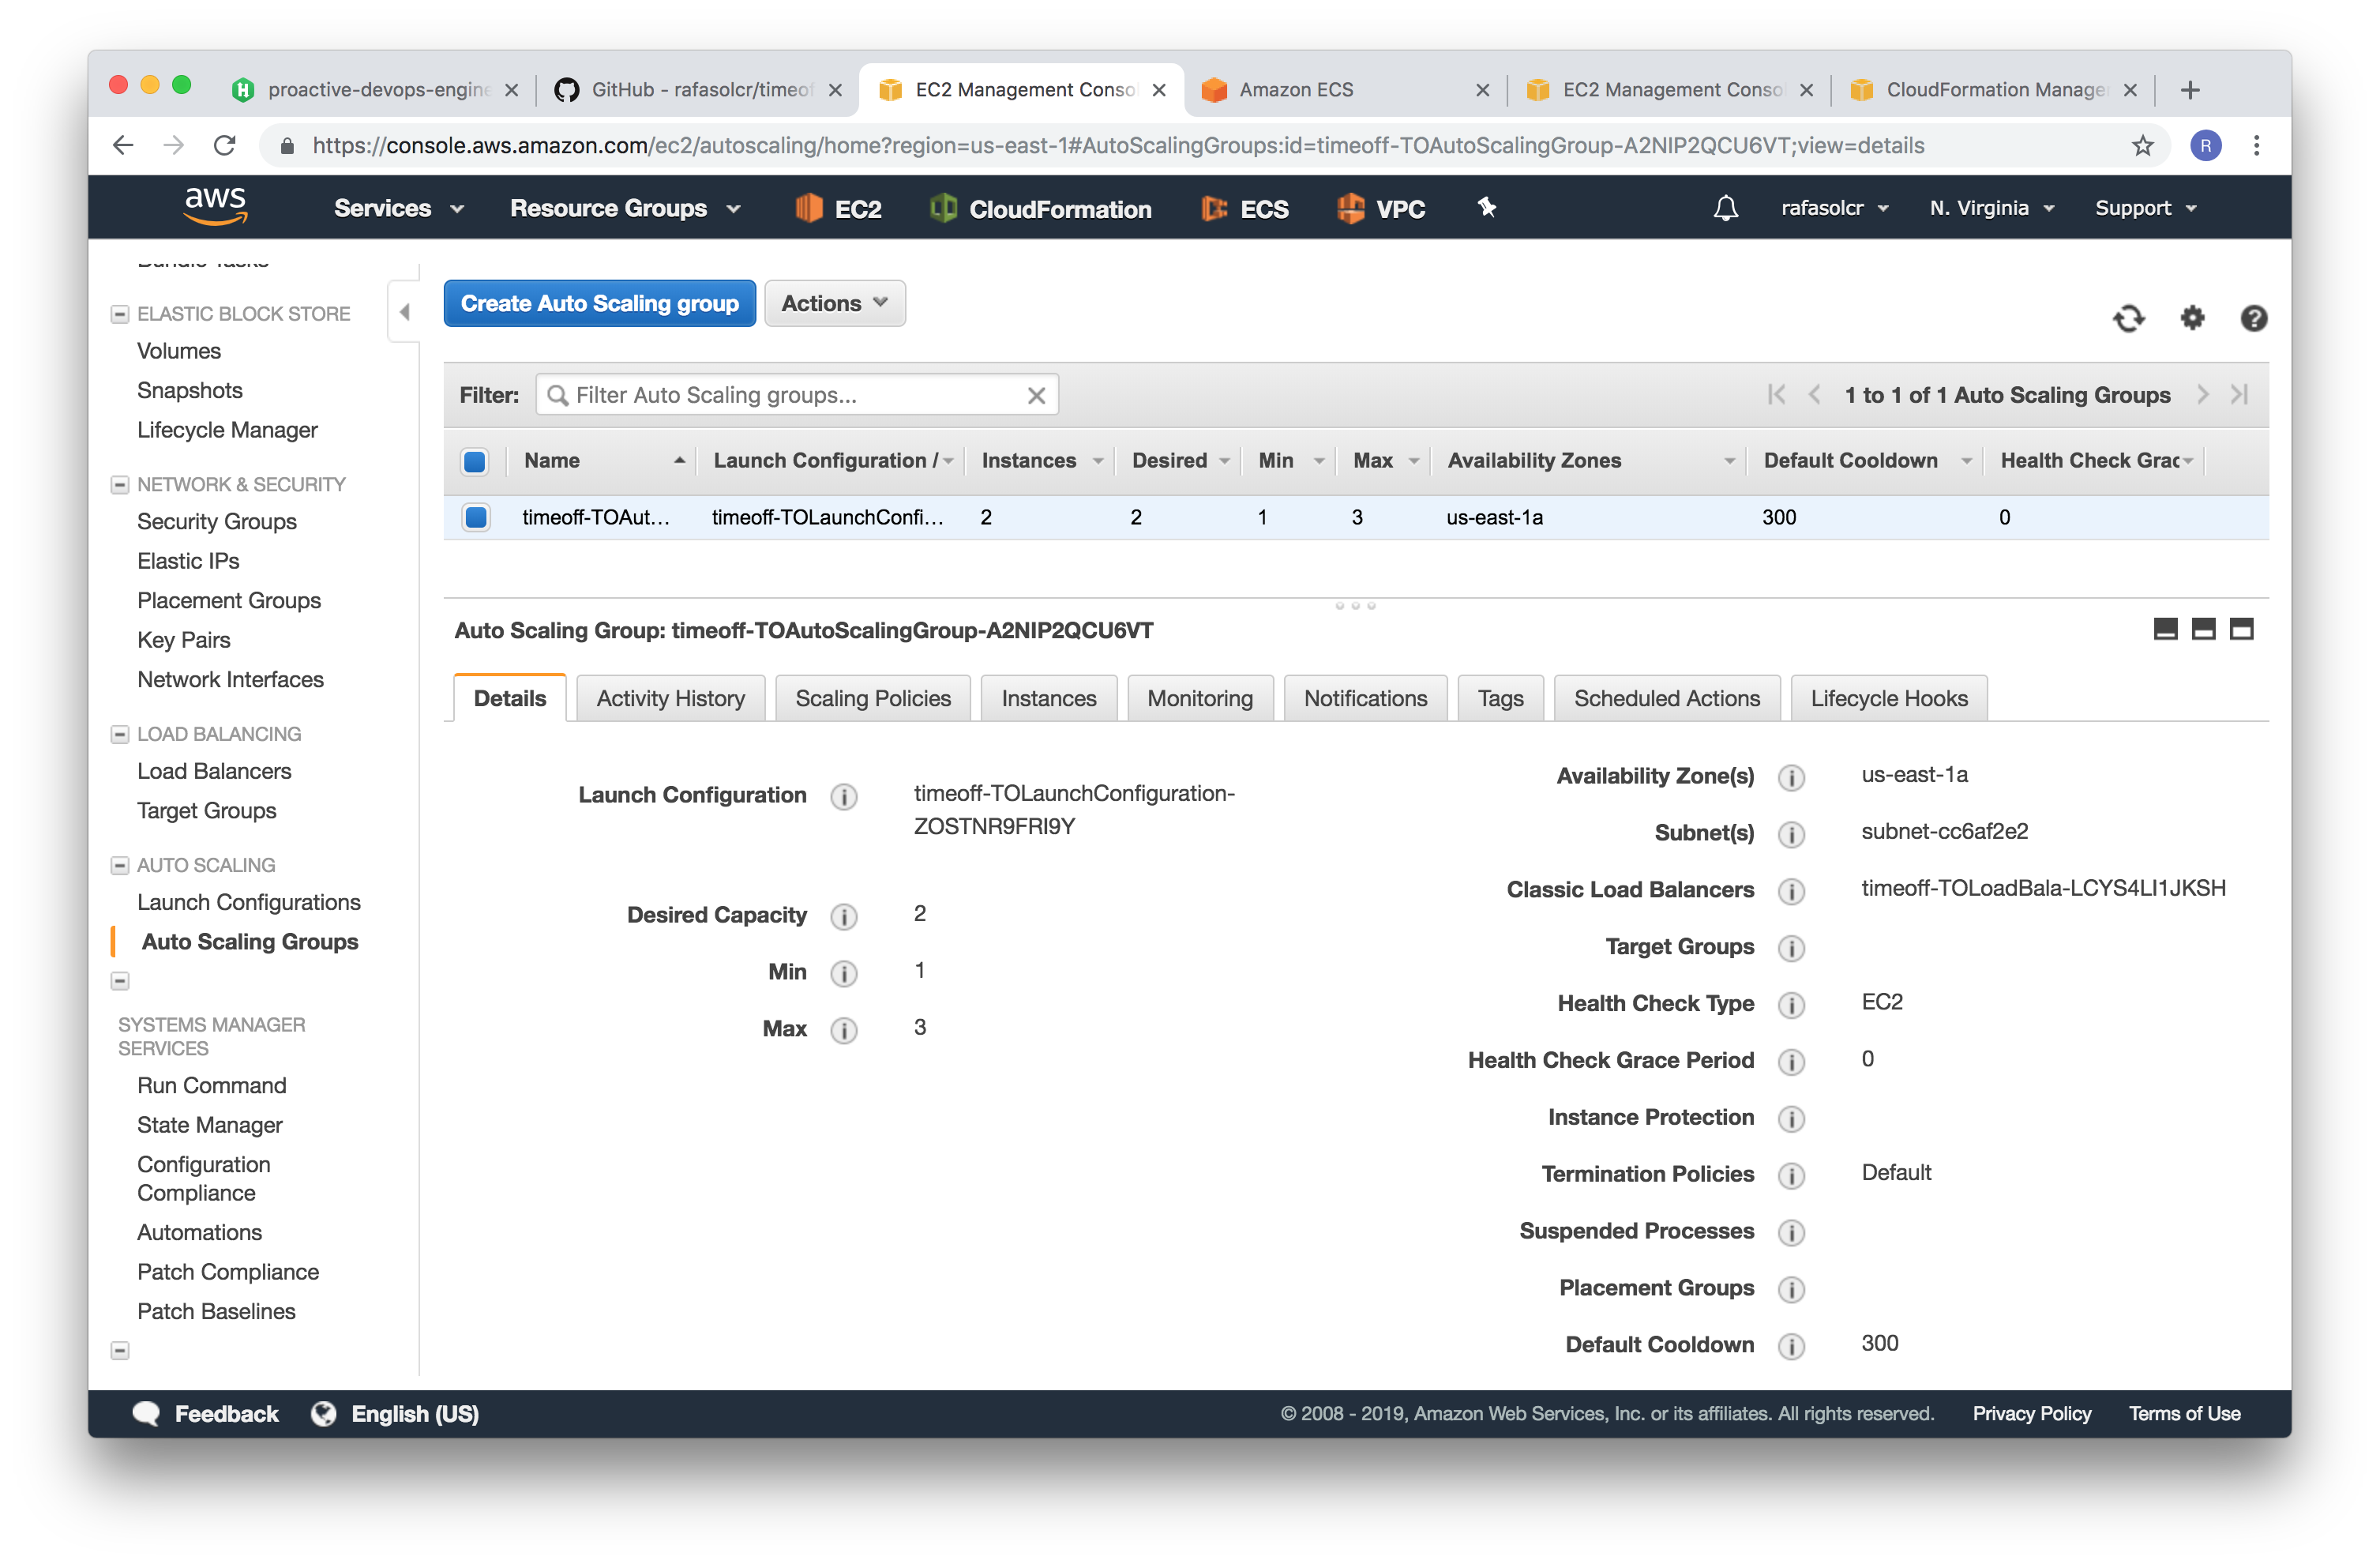 proactive-devops-engine
GitHub - rafasolcr/timeof
EC2 Management Consol
Amazon ECS
EC2 Management Consol
CloudFormation Manage
https://console.aws.amazon.com/ec2/autoscaling/home?region=us-east-1#AutoScalingGroups:id=timeoff-TOAutoScalingGroup-A2NIP2QCU6VT;view=details
R
aws
Services
Resource Groups
EC2
CloudFormation
ECS
VPC
rafasolcr
N. Virginia
Support
Bundle Tasks
ELASTIC BLOCK STORE
Volumes
Snapshots
Lifecycle Manager
NETWORK & SECURITY
Security Groups
Elastic IPs
Placement Groups
Key Pairs
Network Interfaces
LOAD BALANCING
Load Balancers
Target Groups
AUTO SCALING
Launch Configurations
Auto Scaling Groups
SYSTEMS MANAGER
SERVICES
Run Command
State Manager
Configuration
Compliance
Automations
Patch Compliance
Patch Baselines
Create Auto Scaling group
Actions
Filter:
Filter Auto Scaling groups...
1 to 1 of 1 Auto Scaling Groups
Name Launch Configuration / Instances Desired Min Max Availability Zones Default Cooldown Health Check Grac
timeoff-TOAut... timeoff-TOLaunchConfi... 2 2 1 3 us-east-1a 300 0
Auto Scaling Group: timeoff-TOAutoScalingGroup-A2NIP2QCU6VT
Details Activity History Scaling Policies Instances Monitoring Notifications Tags Scheduled Actions Lifecycle Hooks
Launch Configuration timeoff-TOLaunchConfiguration-
ZOSTNR9FRI9Y
Desired Capacity 2
Min 1
Max 3
Availability Zone(s) us-east-1a
Subnet(s) subnet-cc6af2e2
Classic Load Balancers timeoff-TOLoadBala-LCYS4LI1JKSH
Target Groups
Health Check Type EC2
Health Check Grace Period 0
Instance Protection
Termination Policies Default
Suspended Processes
Placement Groups
Default Cooldown 300
Feedback
English (US)
© 2008 - 2019, Amazon Web Services, Inc. or its affiliates. All rights reserved.
Privacy Policy
Terms of Use